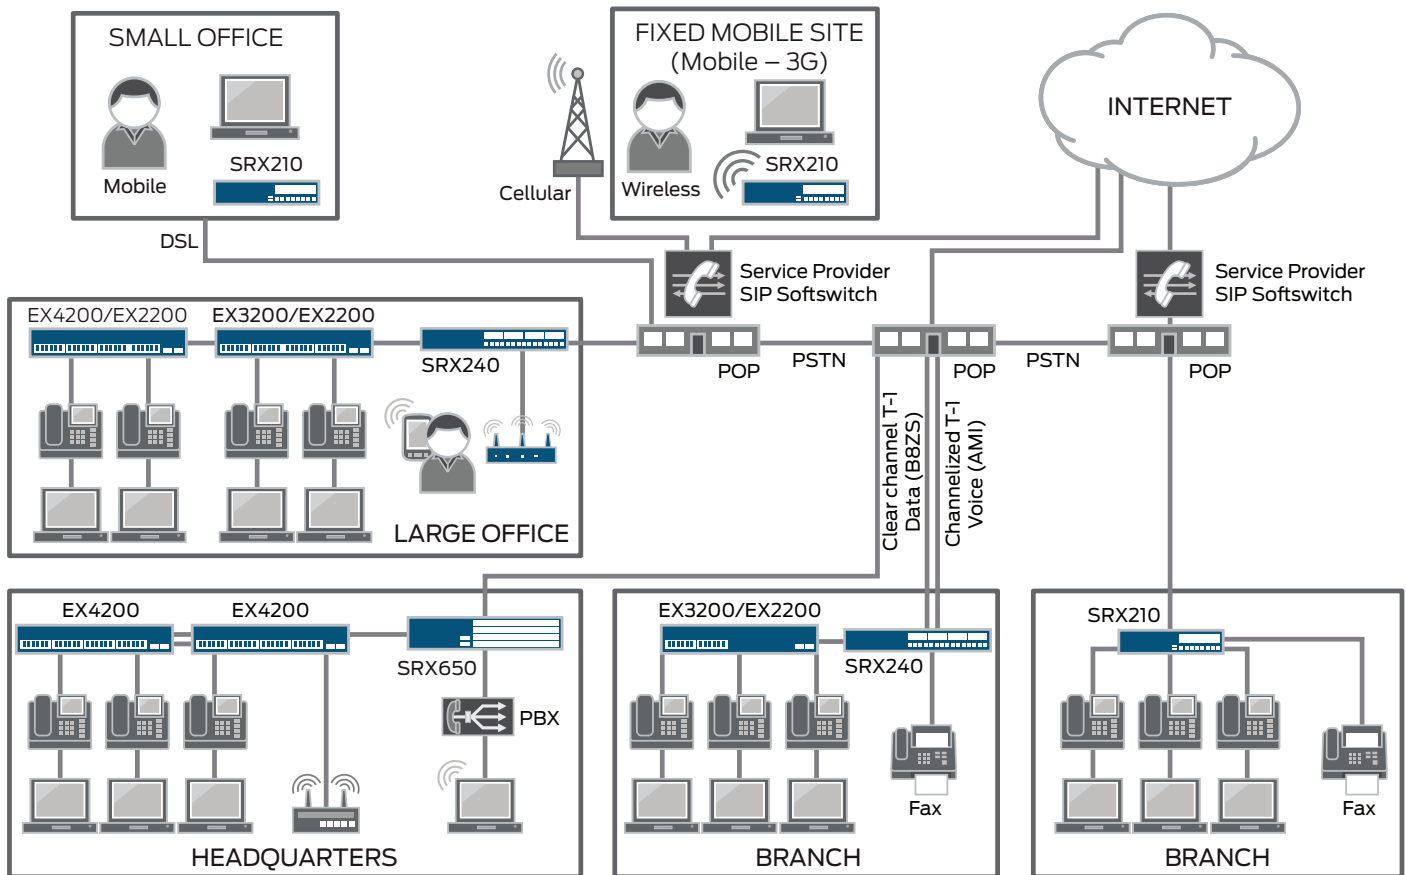 SMALL OFFICE
Mobile
SRX210
DSL
Cellular
FIXED MOBILE SITE
(Mobile – 3G)
Wireless
SRX210
INTERNET
Service Provider
SIP Softswitch
Service Provider
SIP Softswitch
EX4200/EX2200
EX3200/EX2200
SRX240
LARGE OFFICE
POP
PSTN
POP
PSTN
POP
Clear channel T-1
Data (B8ZS)
Channelized T-1
Voice (AMI)
EX4200
EX4200
SRX650
PBX
HEADQUARTERS
EX3200/EX2200
SRX240
Fax
BRANCH
SRX210
Fax
BRANCH